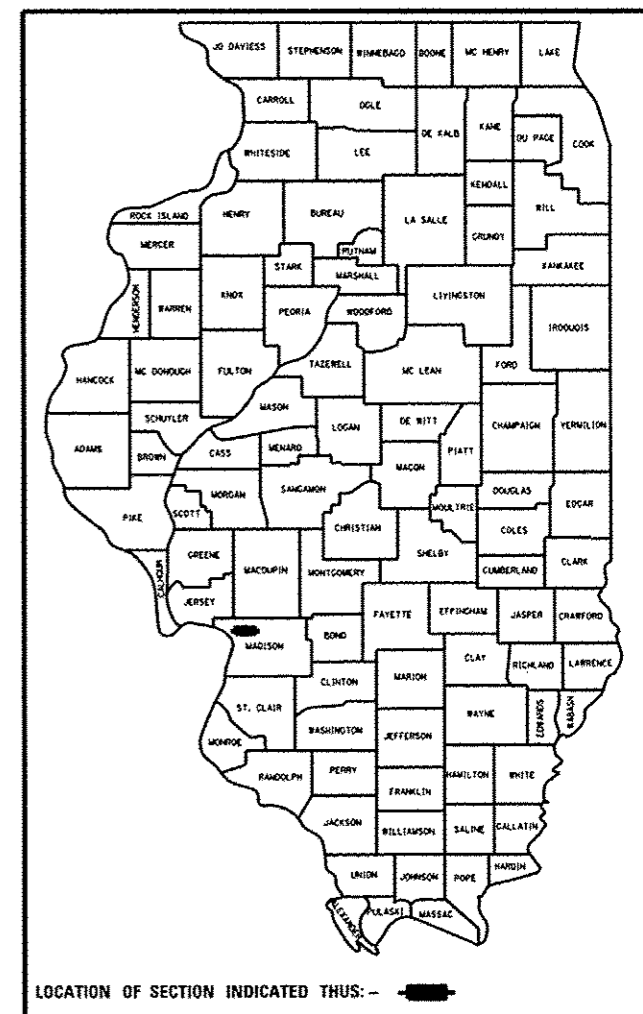 JO DAVIESS STEPHENSON WINNEBAGO BOONE MC HENRY LAKE
CARROLL OGLE DE KALB KANE DU PAGE COOK
WHITESIDE LEE
KENDALL WILL
ROCK ISLAND HENRY BUREAU LA SALLE GRUNDY
MERCER PUTNAM KANKAKEE
STARK MARSHALL
HENDERSON WARREN KNOX PEORIA WOODFORD LIVINGSTON IROQUOIS
HANCOCK MC DONOUGH FULTON TAZEWELL MC LEAN FORD
MASON
SCHUYLER LOGAN DE WITT CHAMPAIGN VERMILION
ADAMS BROWN CASS MENARD MACON PIATT
MORGAN SANGAMON DOUGLAS EDGAR
PIKE SCOTT CHRISTIAN MOULTRIE COLES
GREENE SHELBY
CALHOUN MACOUPIN MONTGOMERY CUMBERLAND CLARK
JERSEY FAYETTE EFFINGHAM JASPER CRAWFORD
MADISON BOND
CLAY RICHLAND LAWRENCE
CLINTON MARION
ST. CLAIR WAYNE EDWARDS WABASH
MONROE WASHINGTON JEFFERSON
RANDOLPH PERRY HAMILTON WHITE
FRANKLIN
JACKSON WILLIAMSON SALINE GALLATIN
UNION JOHNSON POPE HARDIN
ALEXANDER PULASKI MASSAC
LOCATION OF SECTION INDICATED THUS: -